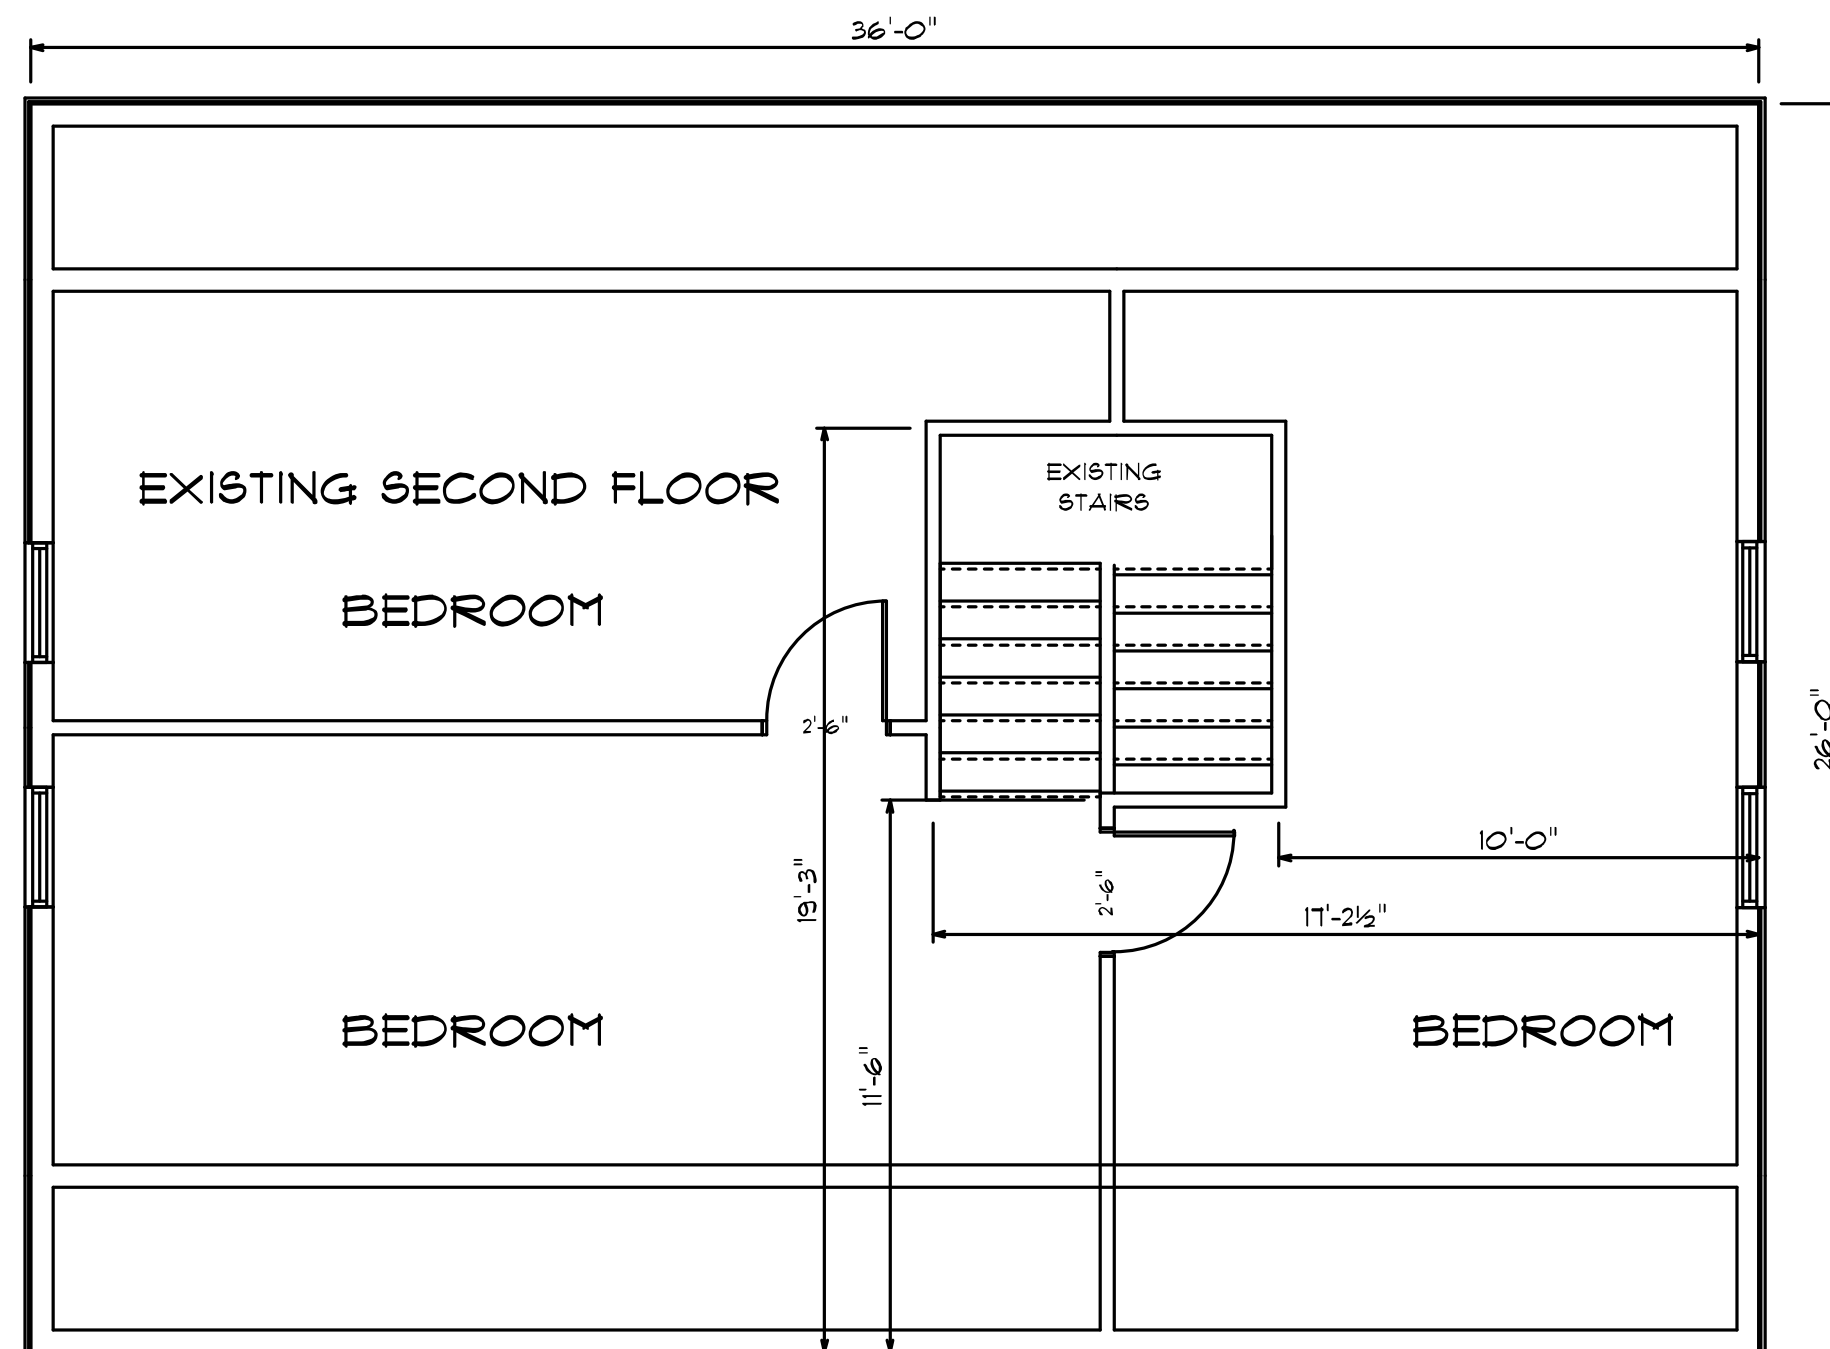 36'-0"
EXISTING
STAIRS
EXISTING SECOND FLOOR
BEDROOM
2'-6"
26'-0"
10'-0"
19'-3"
2'-6"
17'-2½"
BEDROOM
BEDROOM
11'-6"